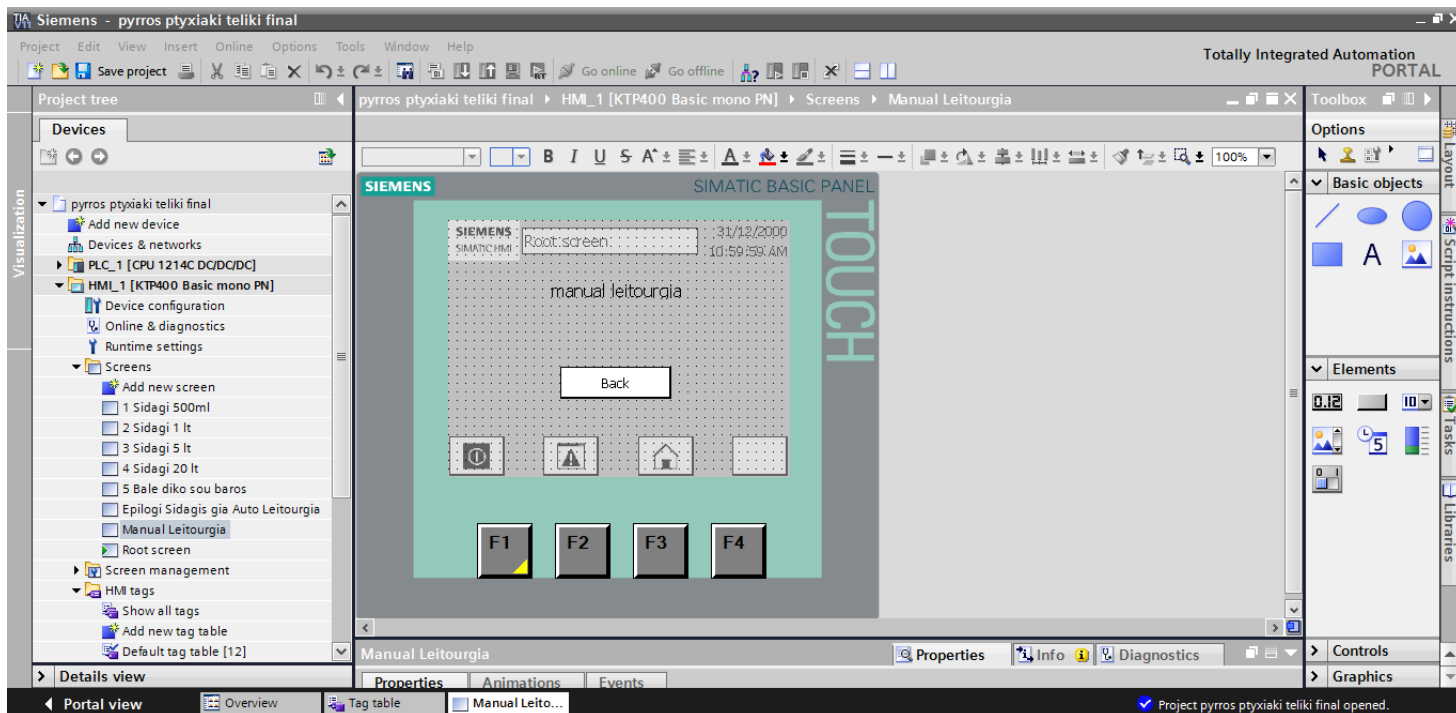 Siemens - pyrros ptyxiaki teliki final
Project Edit View Insert Online Options Tools Window Help
Save project Go online Go offline
Totally Integrated Automation
PORTAL
Project tree
pyrros ptyxiaki teliki final HMI_1 [KTP400 Basic mono PN] Screens Manual Leitourgia
Toolbox
Devices
Options
B I U S A A 100%
Visualization
pyrros ptyxiaki teliki final
Add new device
Devices & networks
PLC_1 [CPU 1214C DC/DC/DC]
HMI_1 [KTP400 Basic mono PN]
Device configuration
Online & diagnostics
Runtime settings
Screens
Add new screen
1 Sidagi 500ml
2 Sidagi 1 lt
3 Sidagi 5 lt
4 Sidagi 20 lt
5 Bale diko sou baros
Epilogi Sidagis gia Auto Leitourgia
Manual Leitourgia
Root screen
Screen management
HMI tags
Show all tags
Add new tag table
Default tag table [12]
Details view
SIEMENS
SIMATIC BASIC PANEL
TOUCH
SIEMENS
SIMATIC HMI
Root screen
31/12/2000
10:59:59 AM
manual leitourgia
Back
F1 F2 F3 F4
Manual Leitourgia
Properties Info Diagnostics
Properties Animations Events
Basic objects
A
Elements
0.12
10
5
0 1
Controls
Graphics
Layout
Script instructions
Tasks
Libraries
Portal view Overview Tag table Manual Leito...
Project pyrros ptyxiaki teliki final opened.